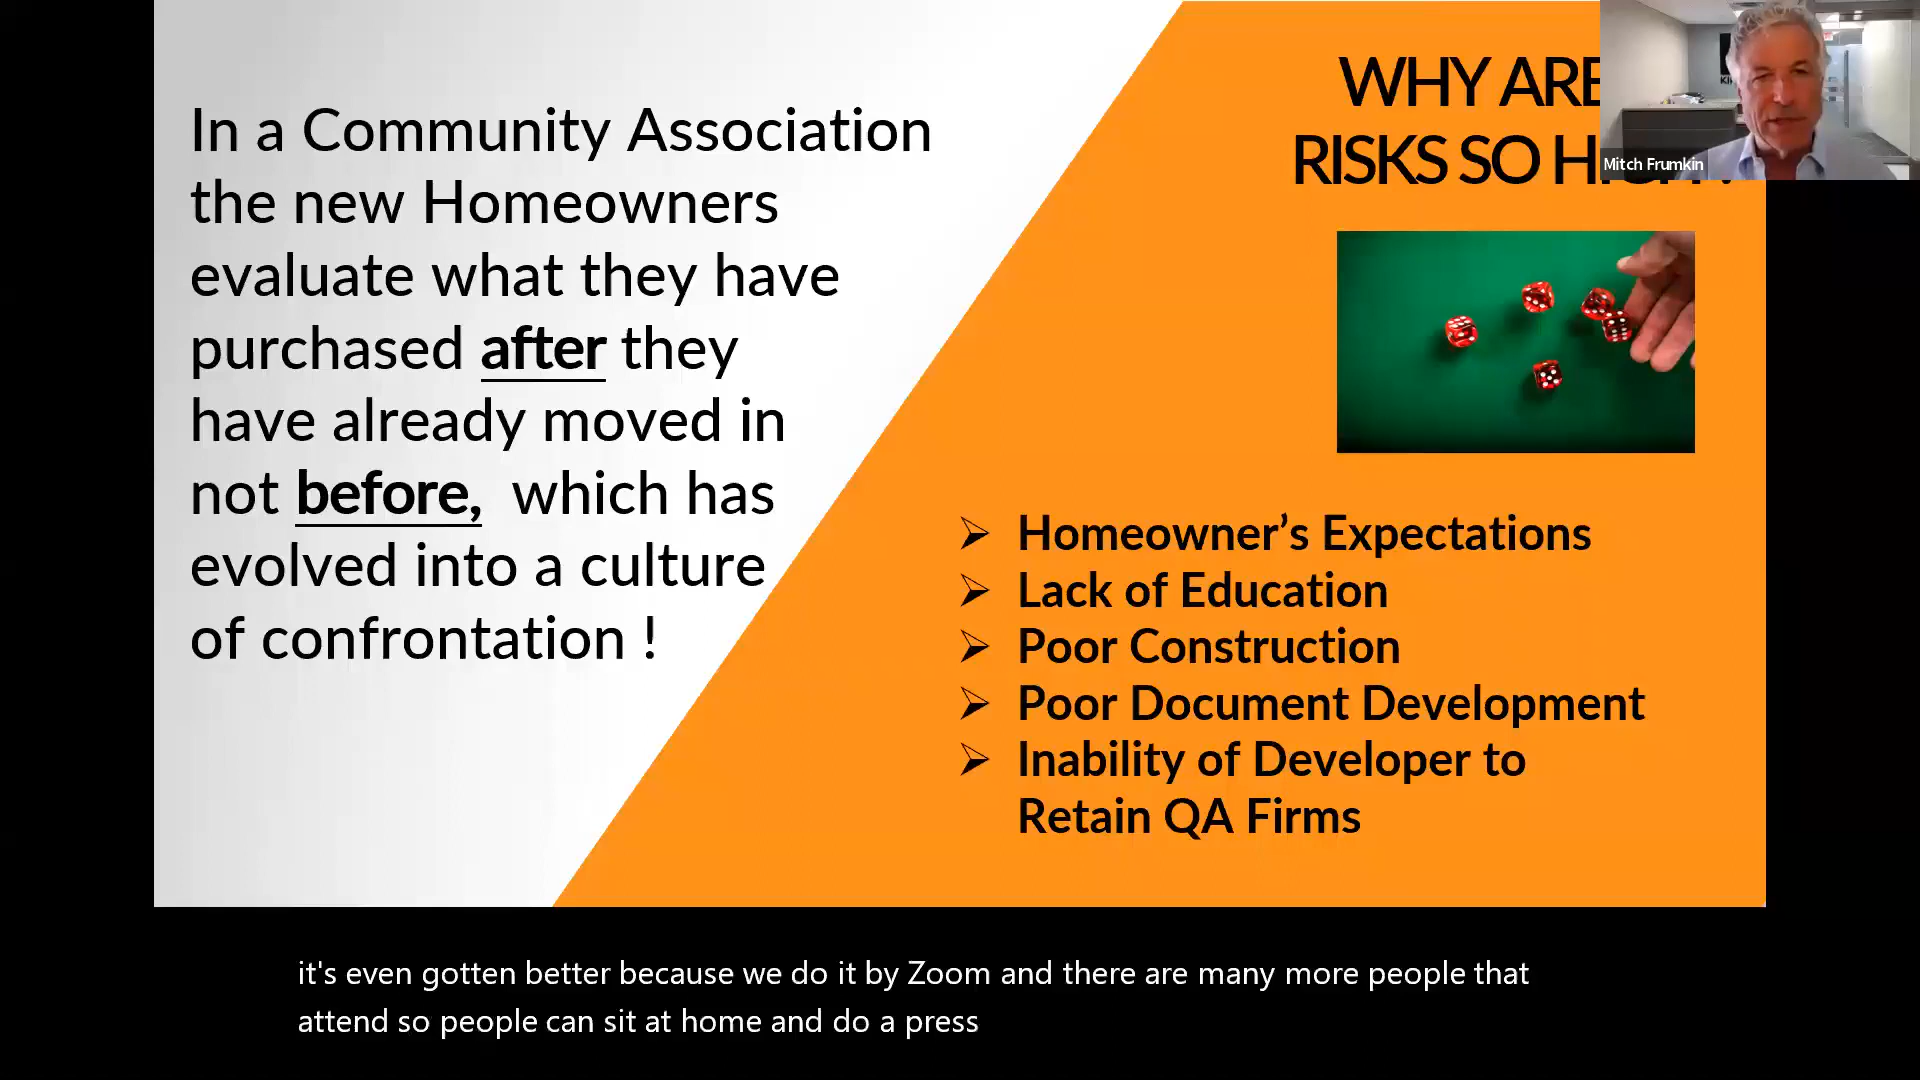 In a Community Association
the new Homeowners
evaluate what they have
purchased after they
have already moved in
not before, which has
evolved into a culture
of confrontation !
WHY ARE
RISKS SO
Mitch Frumkin
➢ Homeowner’s Expectations
➢ Lack of Education
➢ Poor Construction
➢ Poor Document Development
➢ Inability of Developer to
Retain QA Firms
it's even gotten better because we do it by Zoom and there are many more people that
attend so people can sit at home and do a press